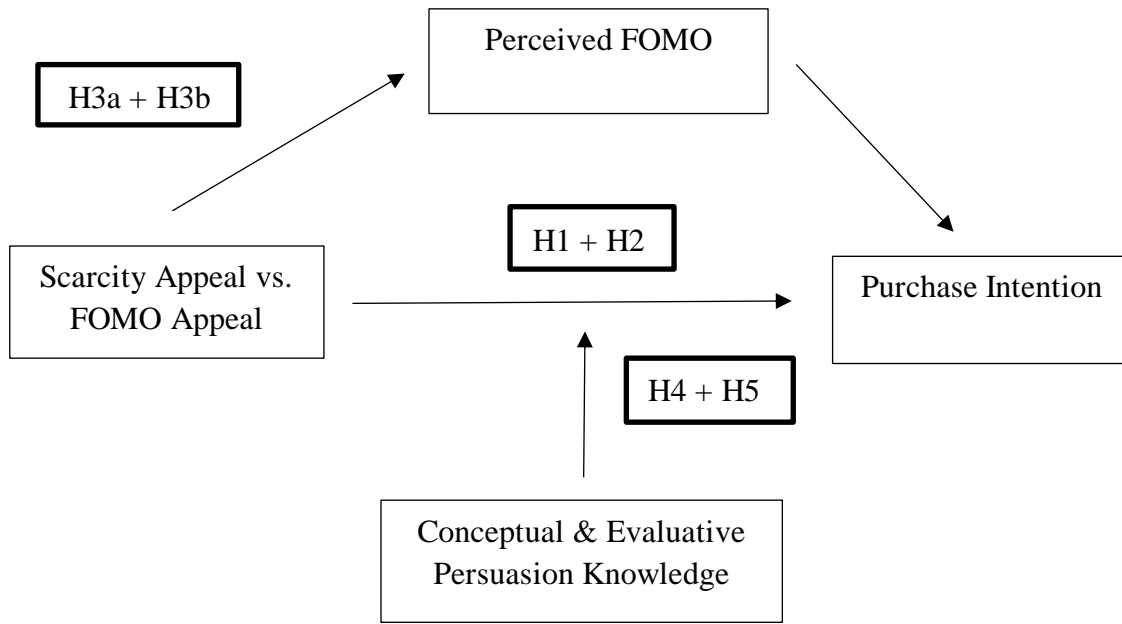 Perceived FOMO
H3a + H3b
H1 + H2
Scarcity Appeal vs.
FOMO Appeal
Purchase Intention
H4 + H5
Conceptual & Evaluative
Persuasion Knowledge